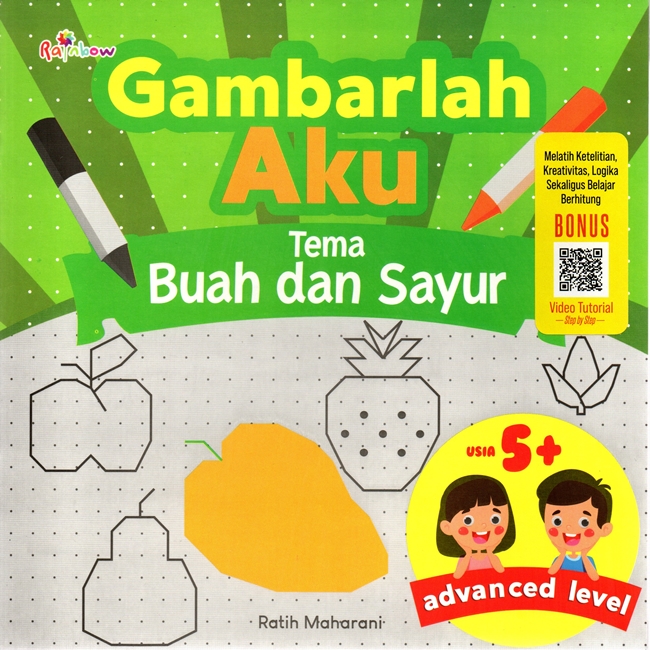 Rainbow
Gambarlah
Aku
Tema
Buah dan Sayur
Melatih Ketelitian,
Kreativitas, Logika
Sekaligus Belajar
Berhitung
BONUS
Video Tutorial
Step by Step
USIA 5+
advanced level
Ratih Maharani